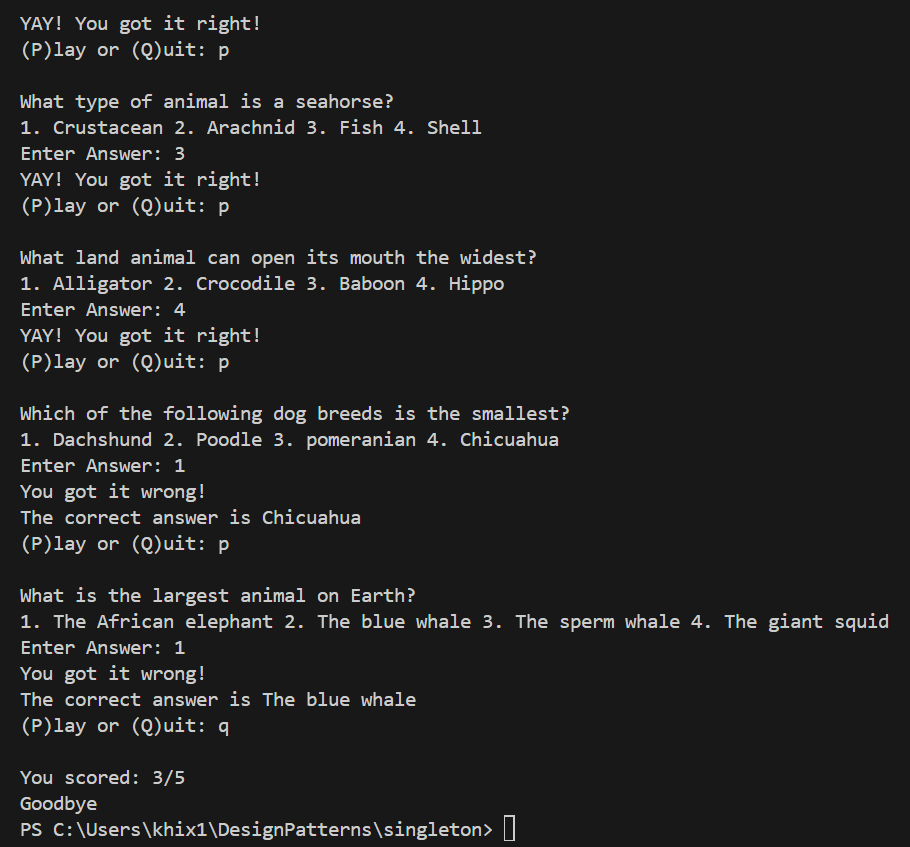 YAY! You got it right!
(P)lay or (Q)uit: p
What type of animal is a seahorse?
1. Crustacean 2. Arachnid 3. Fish 4. Shell
Enter Answer: 3
YAY! You got it right!
(P)lay or (Q)uit: p
What land animal can open its mouth the widest?
1. Alligator 2. Crocodile 3. Baboon 4. Hippo
Enter Answer: 4
YAY! You got it right!
(P)lay or (Q)uit: p
Which of the following dog breeds is the smallest?
1. Dachshund 2. Poodle 3. pomeranian 4. Chicuahua
Enter Answer: 1
You got it wrong!
The correct answer is Chicuahua
(P)lay or (Q)uit: p
What is the largest animal on Earth?
1. The African elephant 2. The blue whale 3. The sperm whale 4. The giant squid
Enter Answer: 1
You got it wrong!
The correct answer is The blue whale
(P)lay or (Q)uit: q
You scored: 3/5
Goodbye
PS C:\Users\khix1\DesignPatterns\singleton>